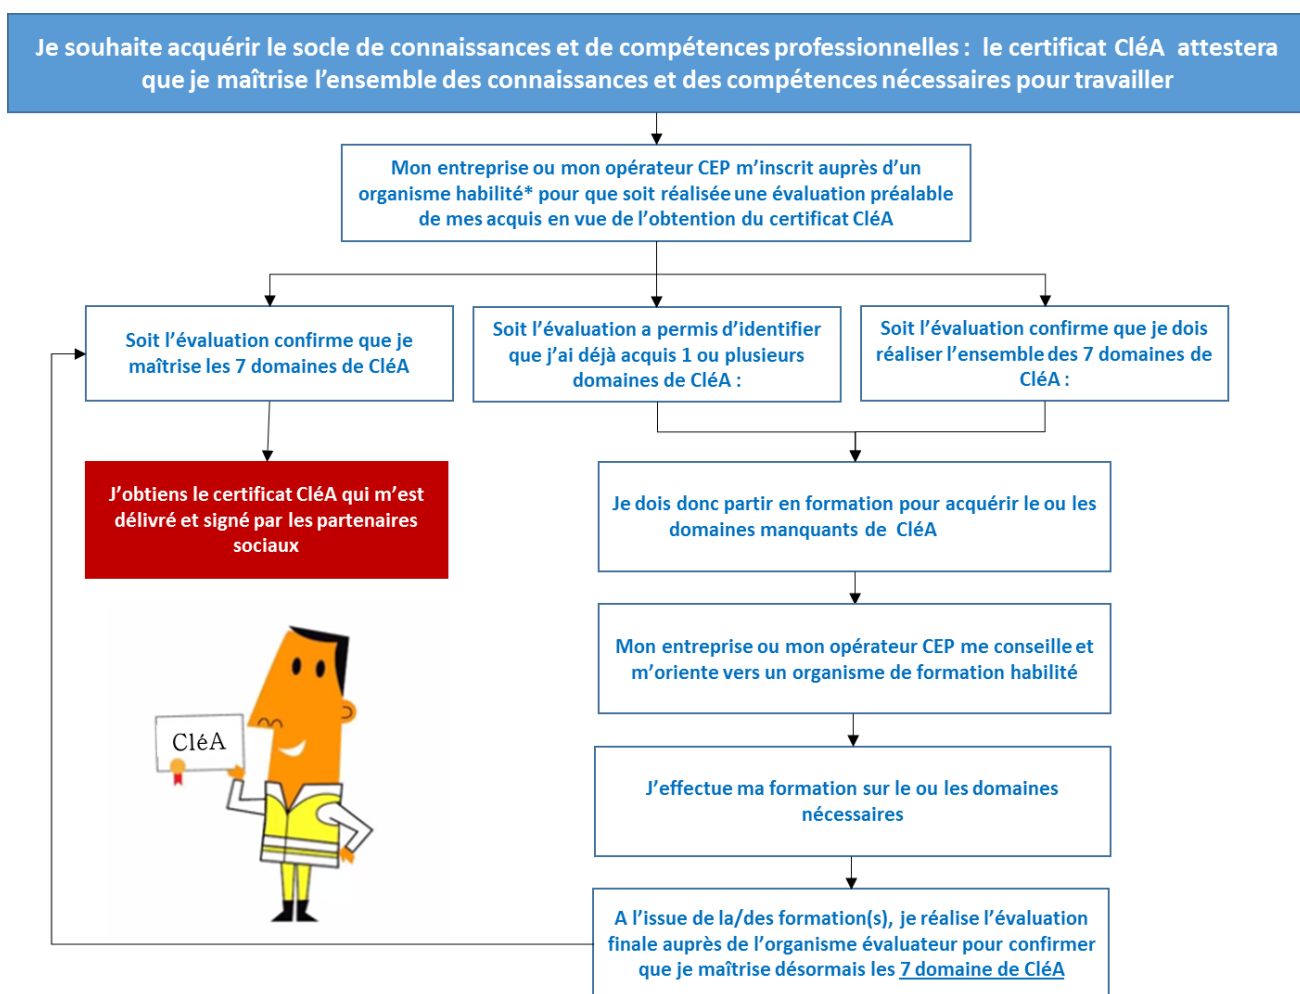 Je souhaite acquérir le socle de connaissances et de compétences professionnelles : le certificat CléA attestera
que je maîtrise l’ensemble des connaissances et des compétences nécessaires pour travailler
Mon entreprise ou mon opérateur CEP m’inscrit auprès d’un
organisme habilité* pour que soit réalisée une évaluation préalable
de mes acquis en vue de l’obtention du certificat CléA
Soit l’évaluation confirme que je
maîtrise les 7 domaines de CléA
Soit l’évaluation a permis d’identifier
que j’ai déjà acquis 1 ou plusieurs
domaines de CléA :
Soit l’évaluation confirme que je dois
réaliser l’ensemble des 7 domaines de
CléA :
J’obtiens le certificat CléA qui m’est
délivré et signé par les partenaires
sociaux
Je dois donc partir en formation pour acquérir le ou les
domaines manquants de CléA
Mon entreprise ou mon opérateur CEP me conseille et
m’oriente vers un organisme de formation habilité
CléA
J’effectue ma formation sur le ou les domaines
nécessaires
A l’issue de la/des formation(s), je réalise l’évaluation
finale auprès de l’organisme évaluateur pour confirmer
que je maîtrise désormais les 7 domaine de CléA